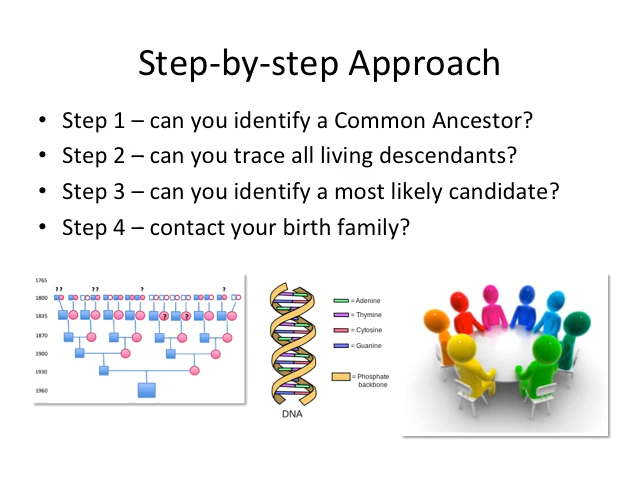 Step-by-step Approach
• Step 1 – can you identify a Common Ancestor?
• Step 2 – can you trace all living descendants?
• Step 3 – can you identify a most likely candidate?
• Step 4 – contact your birth family?
1765
? ? ? ? ? ?
1800
1835 ? ?
1870
1900
1930
1960
= Adenine
= Thymine
= Cytosine
= Guanine
= Phosphate
backbone
DNA